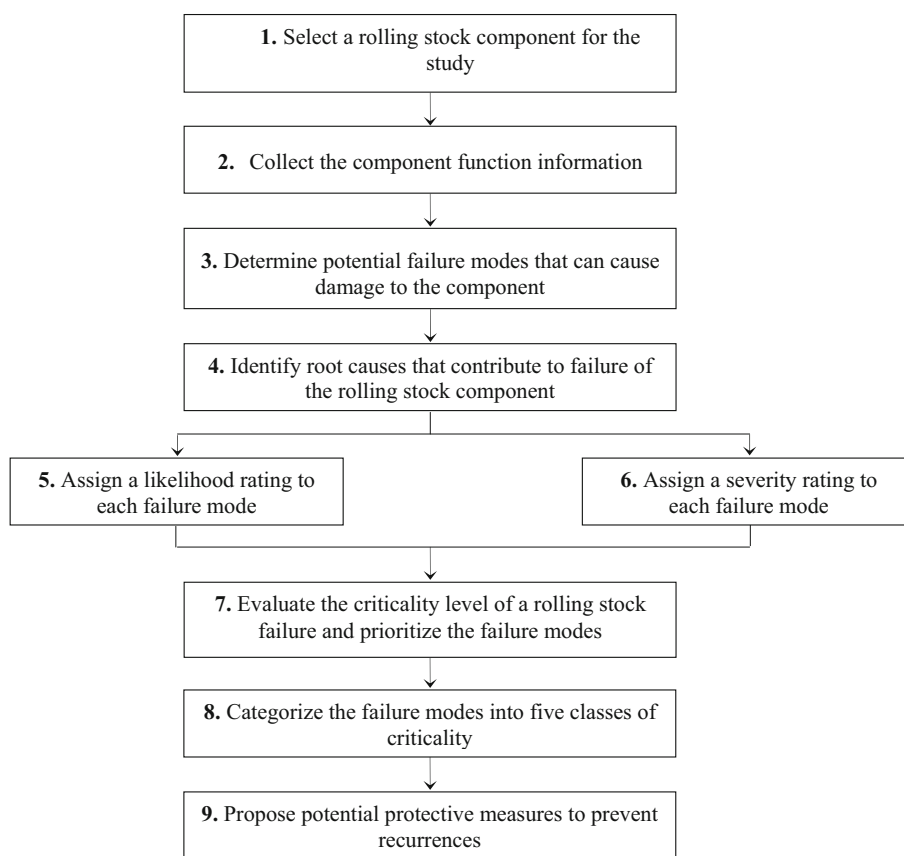 1. Select a rolling stock component for the
study
2. Collect the component function information
3. Determine potential failure modes that can cause
damage to the component
4. Identify root causes that contribute to failure of
the rolling stock component
5. Assign a likelihood rating to
each failure mode
6. Assign a severity rating to
each failure mode
7. Evaluate the criticality level of a rolling stock
failure and prioritize the failure modes
8. Categorize the failure modes into five classes of
criticality
9. Propose potential protective measures to prevent
recurrences